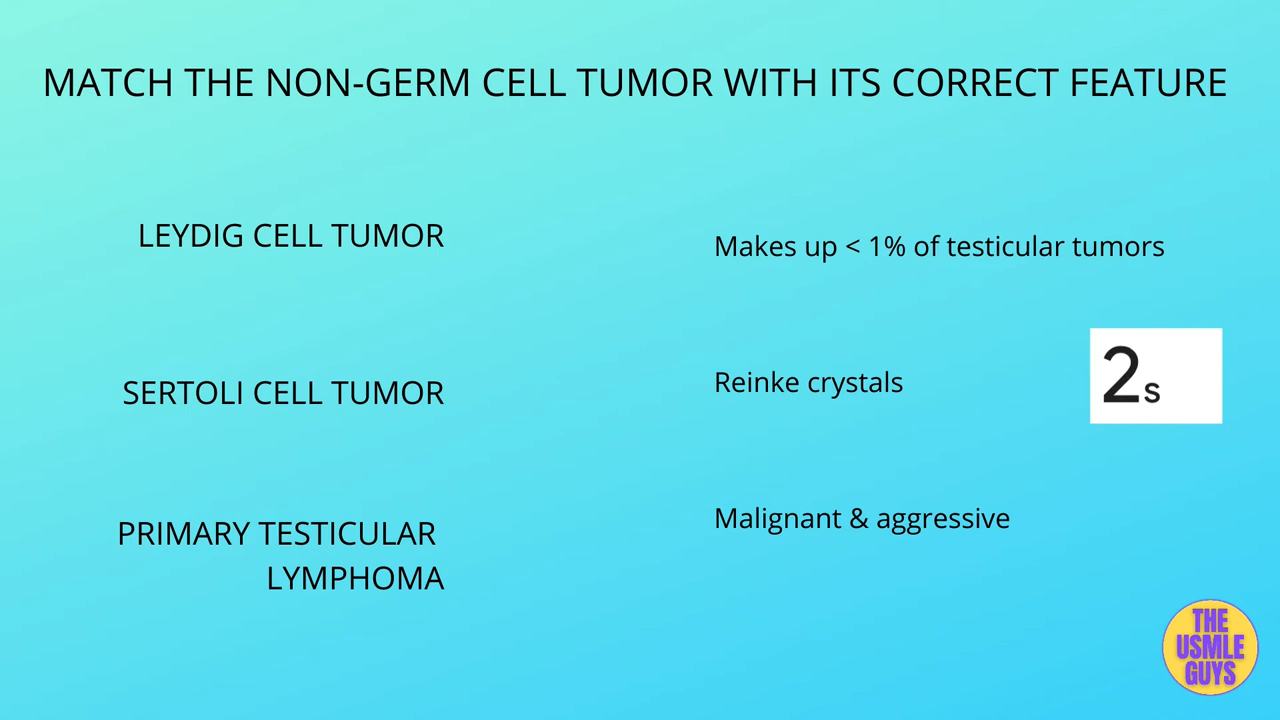 MATCH THE NON-GERM CELL TUMOR WITH ITS CORRECT FEATURE
LEYDIG CELL TUMOR
Makes up < 1% of testicular tumors
SERTOLI CELL TUMOR
Reinke crystals
2s
PRIMARY TESTICULAR
LYMPHOMA
Malignant & aggressive
THE
USMLE
GUYS